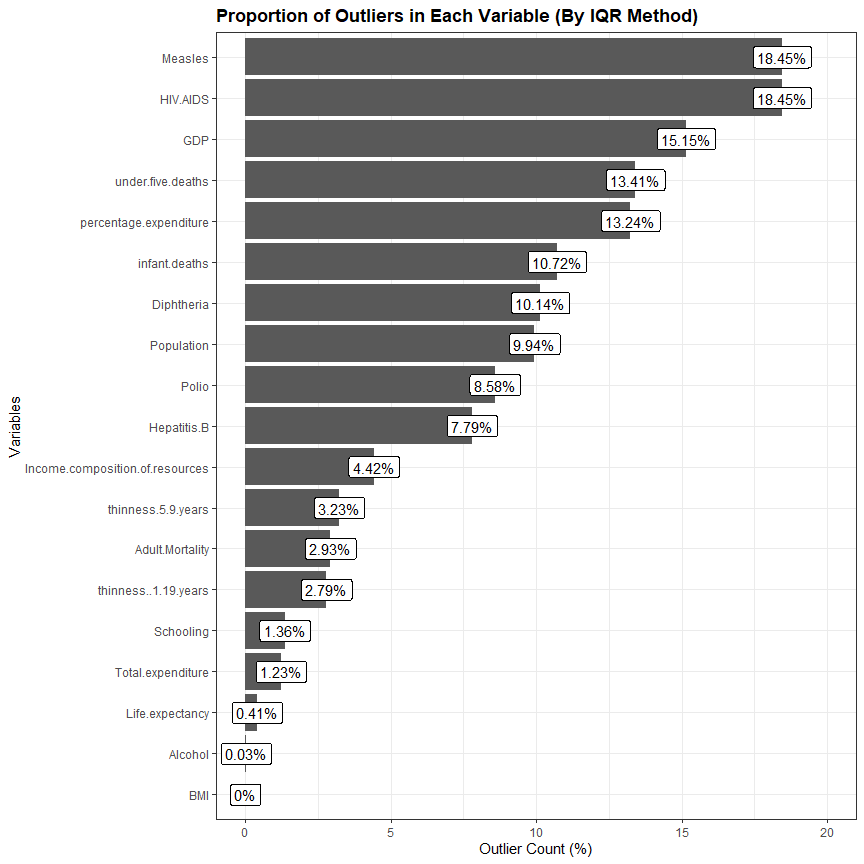 Proportion of Outliers in Each Variable (By IQR Method)
Variables
Measles 18.45%
HIV.AIDS 18.45%
GDP 15.15%
under.five.deaths 13.41%
percentage.expenditure 13.24%
infant.deaths 10.72%
Diphtheria 10.14%
Population 9.94%
Polio 8.58%
Hepatitis.B 7.79%
Income.composition.of.resources 4.42%
thinness.5.9.years 3.23%
Adult.Mortality 2.93%
thinness..1.19.years 2.79%
Schooling 1.36%
Total.expenditure 1.23%
Life.expectancy 0.41%
Alcohol 0.03%
BMI 0%
0 5 10 15 20
Outlier Count (%)